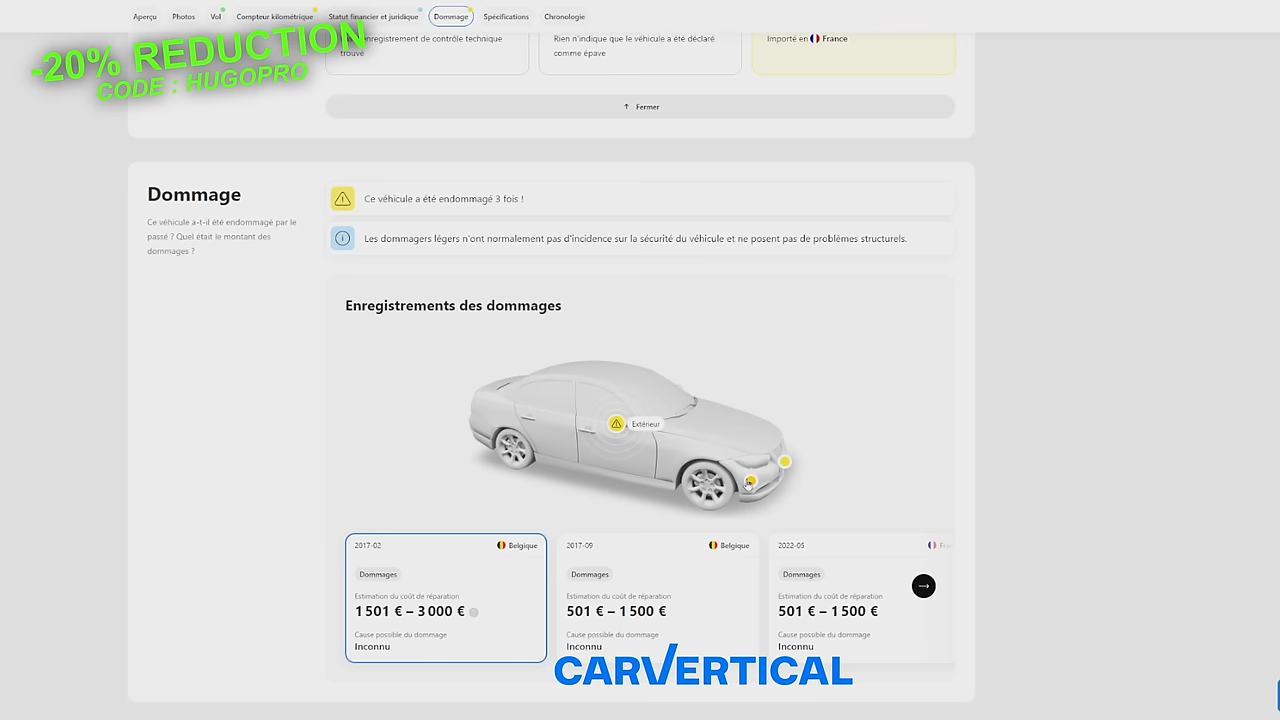 Aperçu
Photos
Vol
Compteur kilométrique
Statut financier et juridique
Dommage
Spécifications
Chronologie
-20% REDUCTION
CODE : HUGOPRO
enregistrement de contrôle technique
trouvé
Rien n'indique que le véhicule a été déclaré
comme épave
Importé en France
Fermer
Dommage
Ce véhicule a-t-il été endommagé par le
passé ? Quel était le montant des
dommages ?
Ce véhicule a été endommagé 3 fois !
Les dommagers légers n'ont normalement pas d'incidence sur la sécurité du véhicule et ne posent pas de problèmes structurels.
Enregistrements des dommages
Extérieur
2017-02
Belgique
Dommages
Estimation du coût de réparation
1 501 € – 3 000 €
Cause possible du dommage
Inconnu
2017-09
Belgique
Dommages
Estimation du coût de réparation
501 € – 1 500 €
Cause possible du dommage
Inconnu
2022-05
Dommages
Estimation du coût de réparation
501 € – 1 500 €
Cause possible du dommage
Inconnu
CARVERTICAL